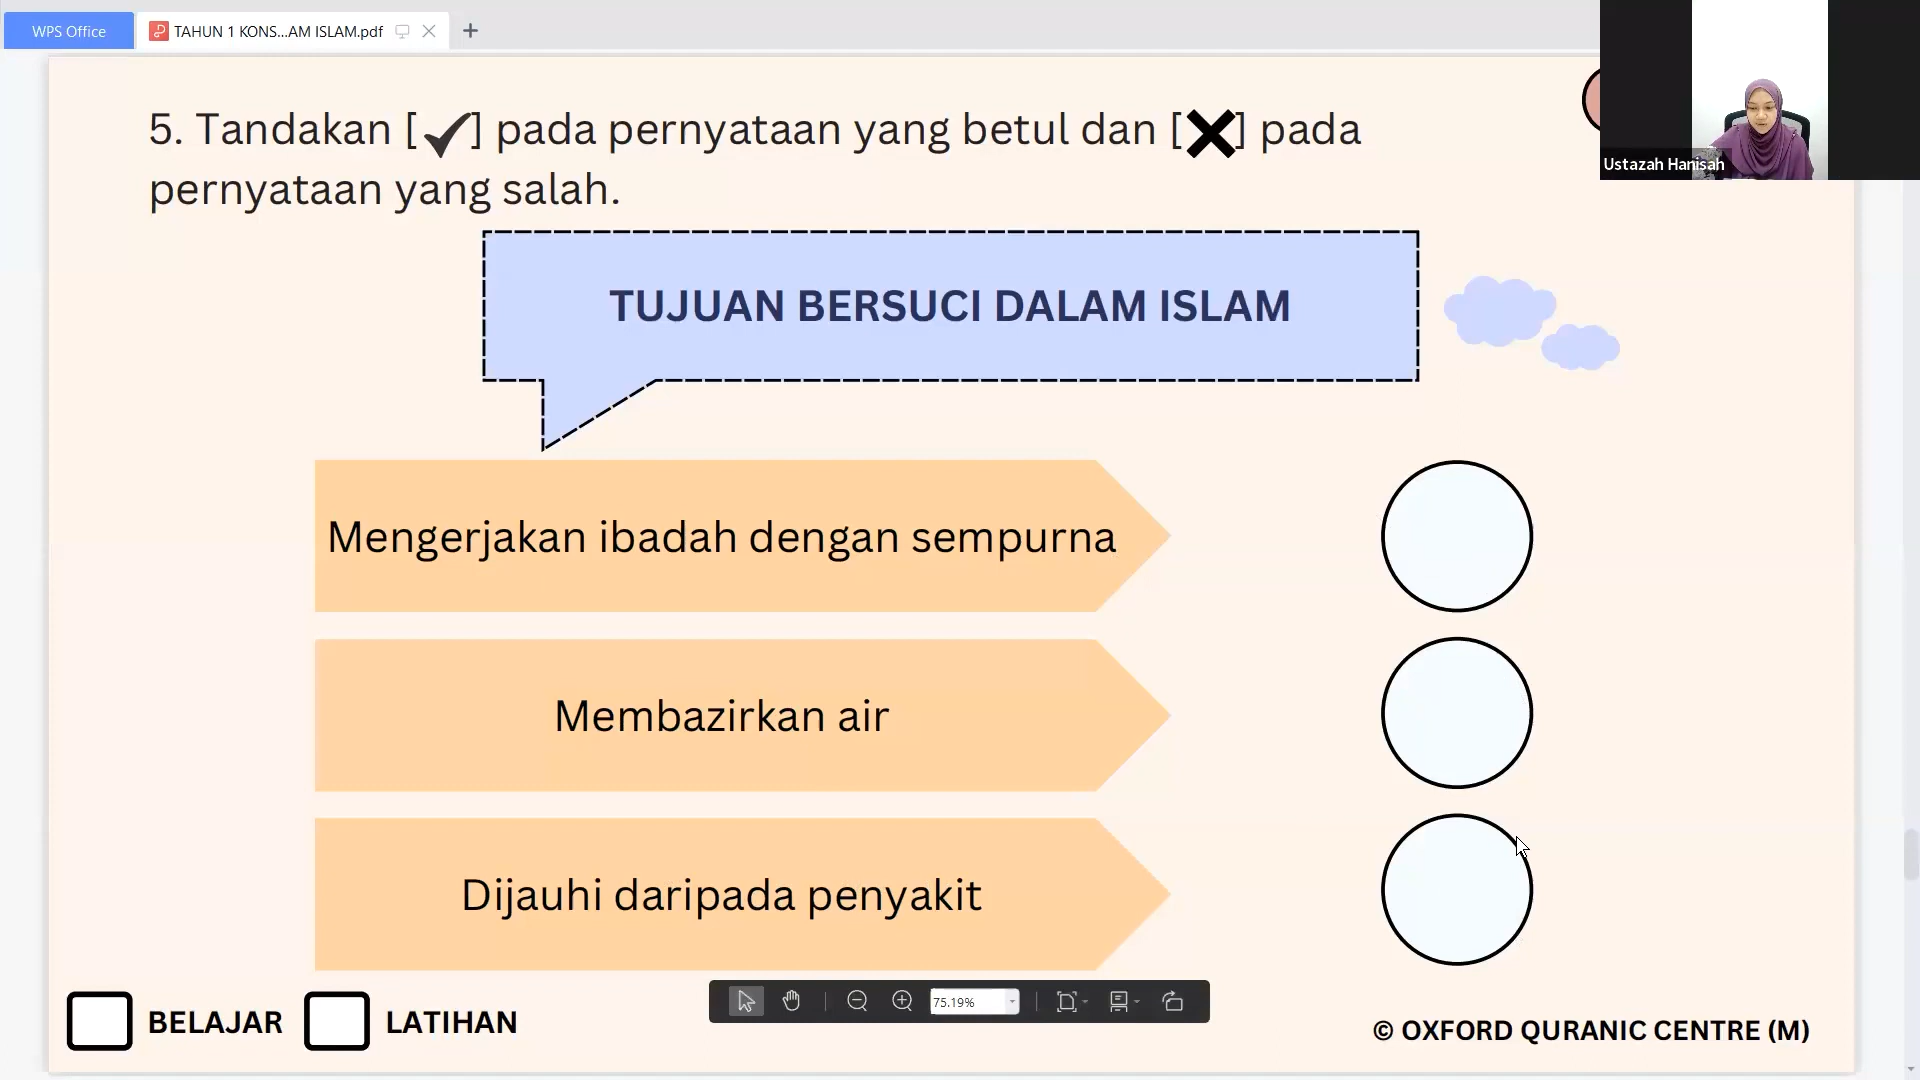 WPS Office
TAHUN 1 KONS...AM ISLAM.pdf
5. Tandakan [✓] pada pernyataan yang betul dan [✗] pada
pernyataan yang salah.
Ustazah Hanisah
TUJUAN BERSUCI DALAM ISLAM
Mengerjakan ibadah dengan sempurna
Membazirkan air
Dijauhi daripada penyakit
BELAJAR
LATIHAN
75.19%
© OXFORD QURANIC CENTRE (M)